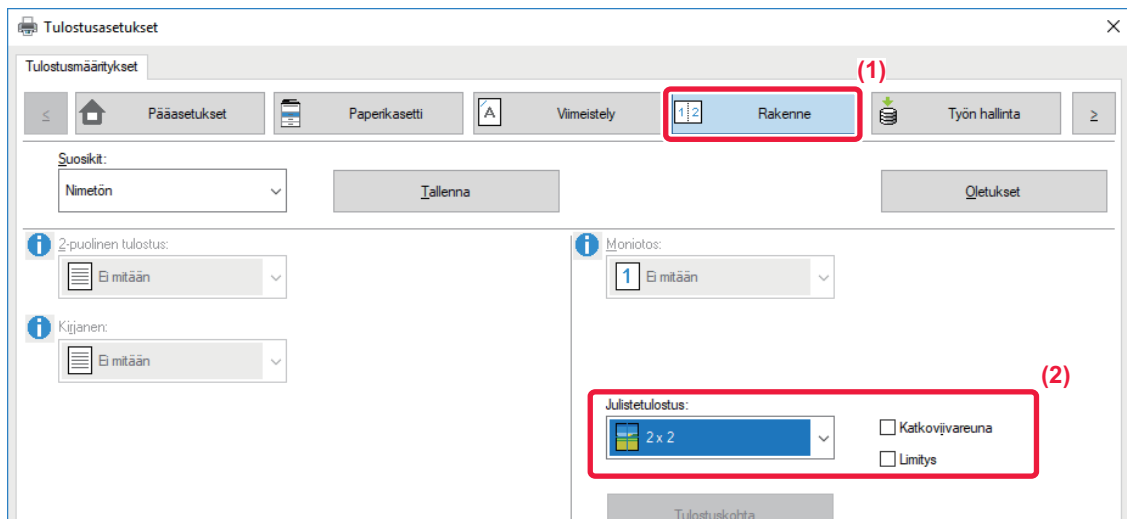 Tulostusasetukset
Tulostusmääritykset
(1)
< Pääasetukset Paperikasetti A Viimeistely 1 2 Rakenne Työn hallinta >
Suosikit:
Nimetön Tallenna Oletukset
2-puolinen tulostus: Moniotos:
Ei mitään 1 Ei mitään
Kirjanen:
Ei mitään
(2)
Julistetulostus:
2 x 2 Katkoviivareuna
Limitys
Tulostuskohta